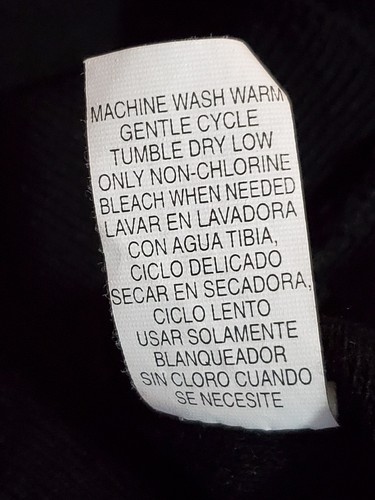 MACHINE WASH WARM
GENTLE CYCLE
TUMBLE DRY LOW
ONLY NON-CHLORINE
BLEACH WHEN NEEDED
LAVAR EN LAVADORA
CON AGUA TIBIA,
CICLO DELICADO
SECAR EN SECADORA,
CICLO LENTO
USAR SOLAMENTE
BLANQUEADOR
SIN CLORO CUANDO
SE NECESITE